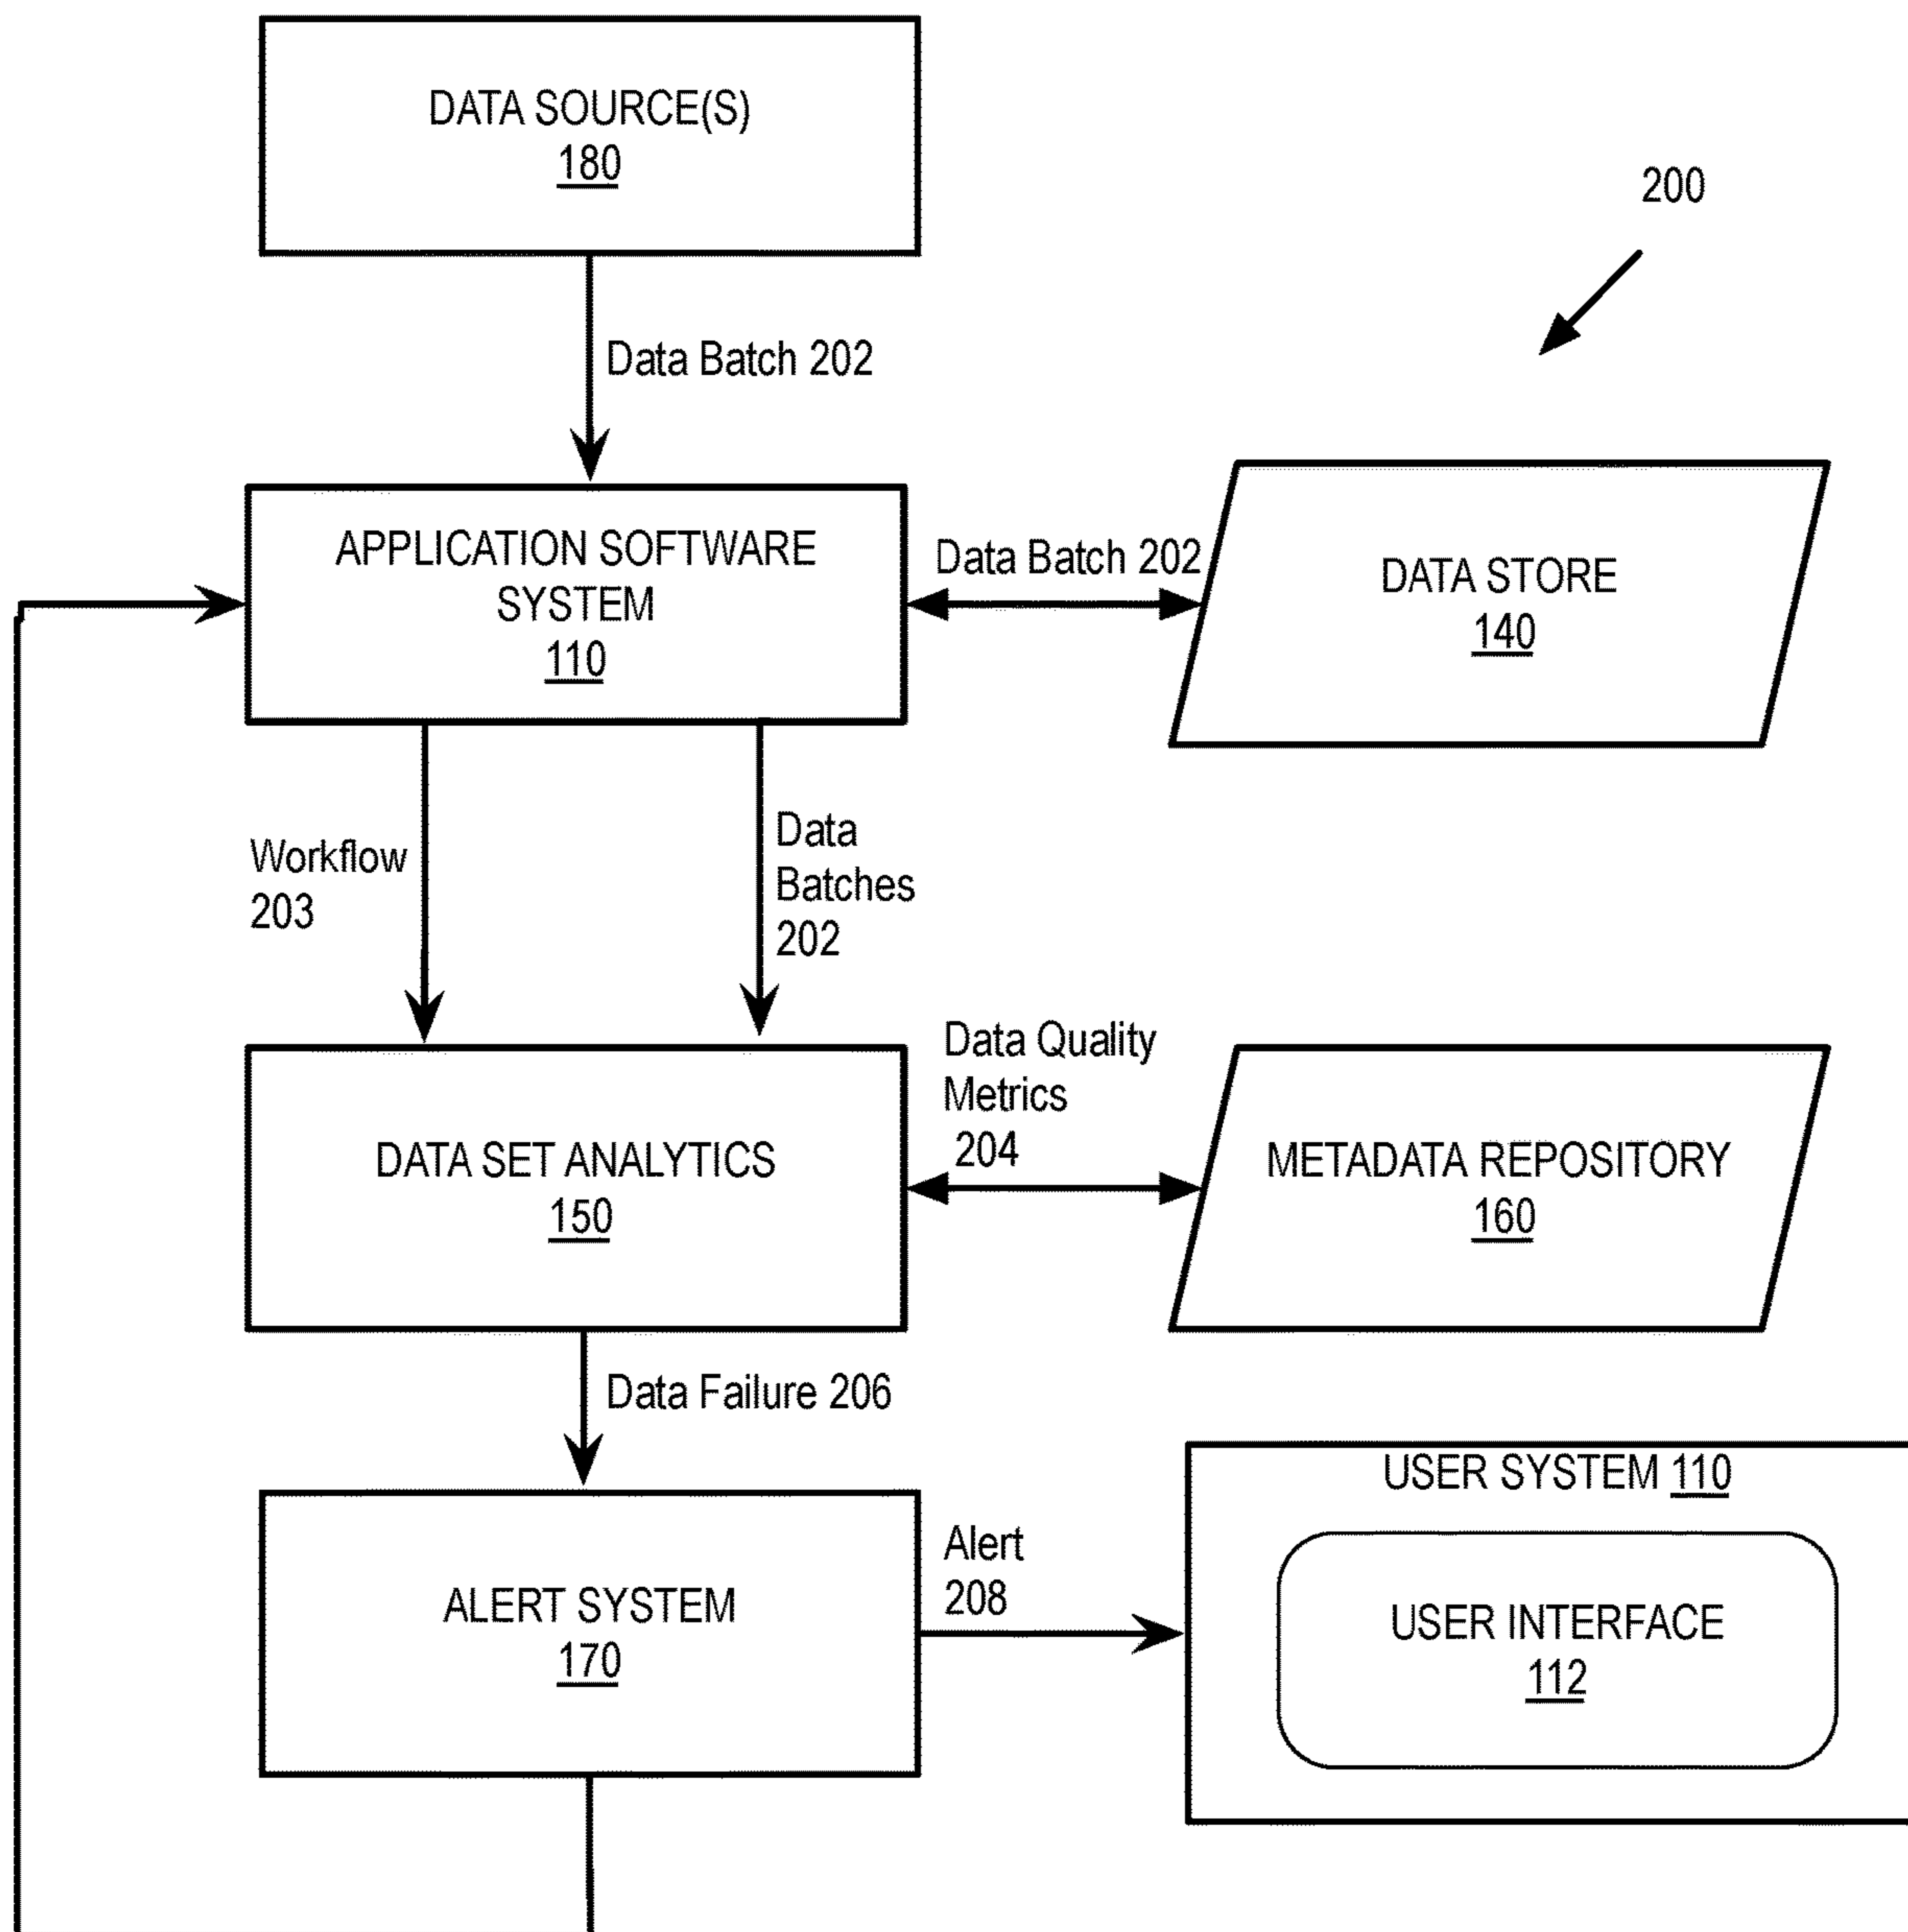 DATA SOURCE(S)
180
200
Data Batch 202
APPLICATION SOFTWARE
SYSTEM
110
Data Batch 202
DATA STORE
140
Workflow
203
Data
Batches
202
Data Quality
Metrics
204
DATA SET ANALYTICS
150
METADATA REPOSITORY
160
Data Failure 206
ALERT SYSTEM
170
Alert
208
USER SYSTEM 110
USER INTERFACE
112